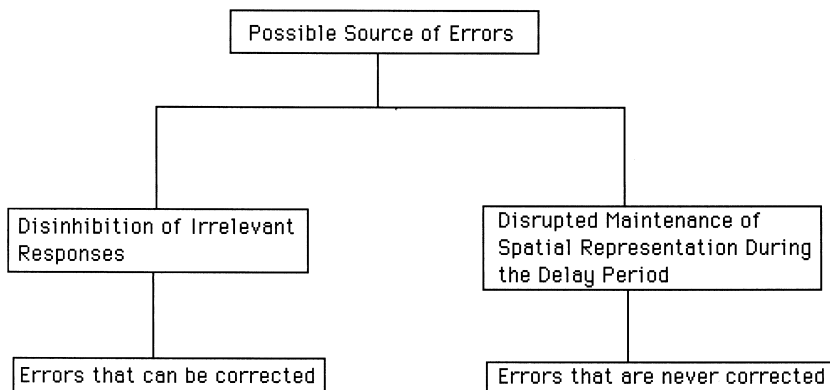 Possible Source of Errors
Disinhibition of Irrelevant
Responses
Disrupted Maintenance of
Spatial Representation During
the Delay Period
Errors that can be corrected
Errors that are never corrected